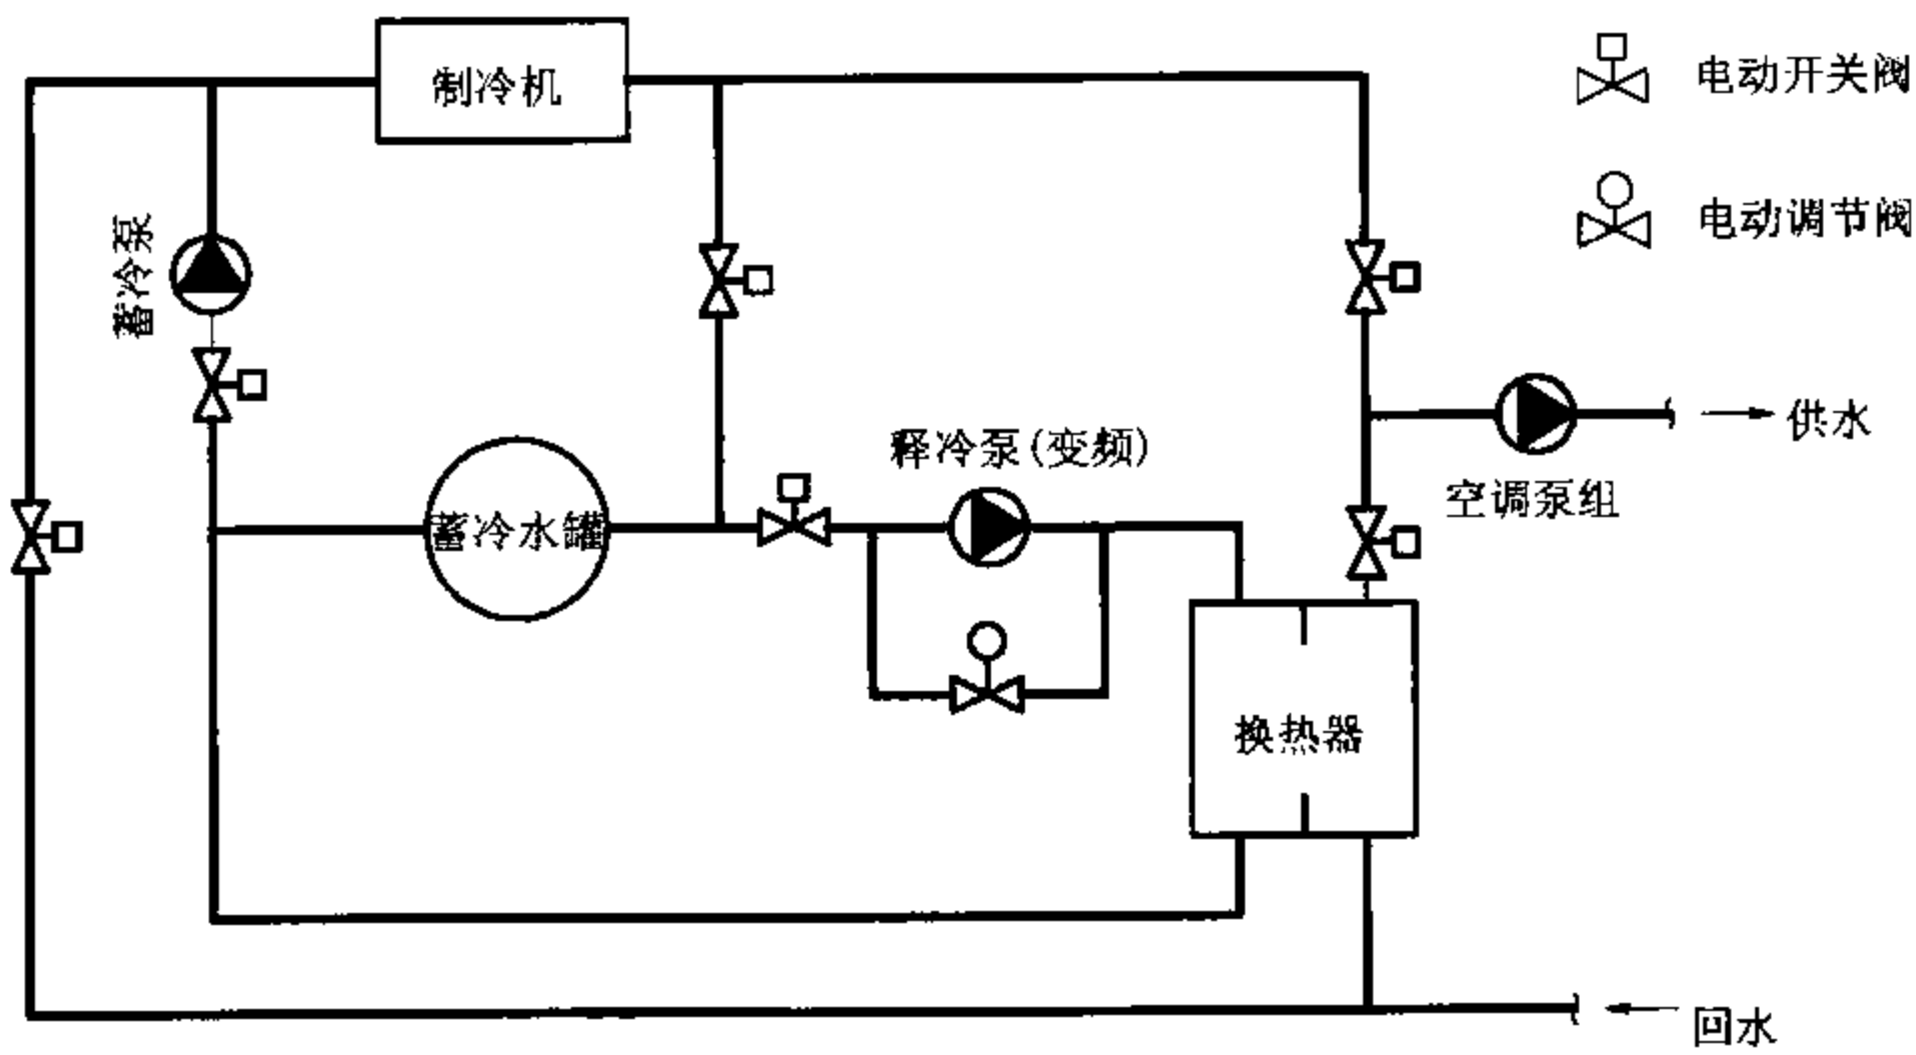 制冷机
电动开关阀
电动调节阀
蓄冷泵
供水
释冷泵(变频)
空调泵组
蓄冷水罐
换热器
回水